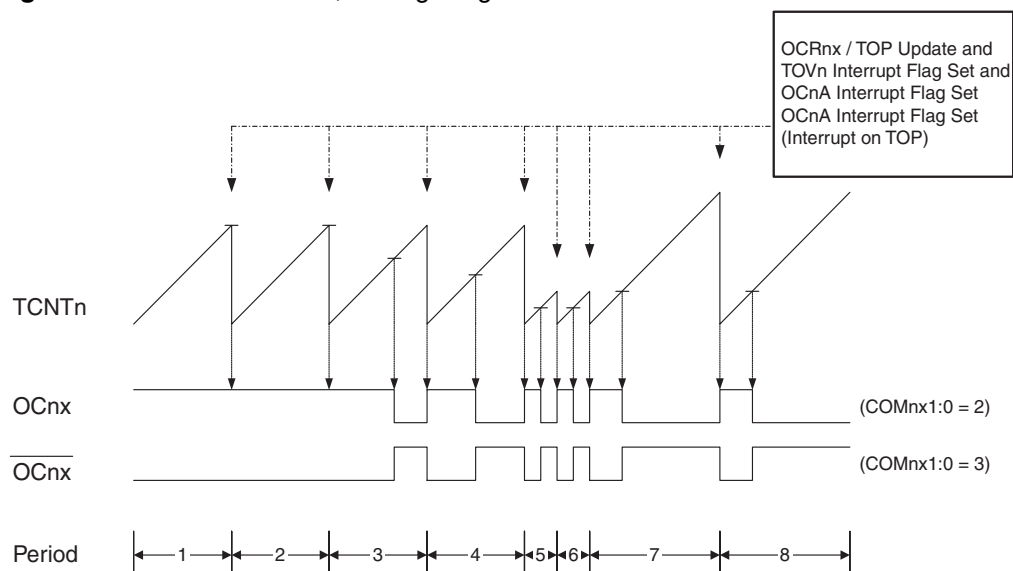 OCRnx / TOP Update and
TOVn Interrupt Flag Set and
OCnA Interrupt Flag Set
OCnA Interrupt Flag Set
(Interrupt on TOP)
TCNTn
OCnx
(COMnx1:0 = 2)
OCnx
(COMnx1:0 = 3)
Period
1 2 3 4 5 6 7 8